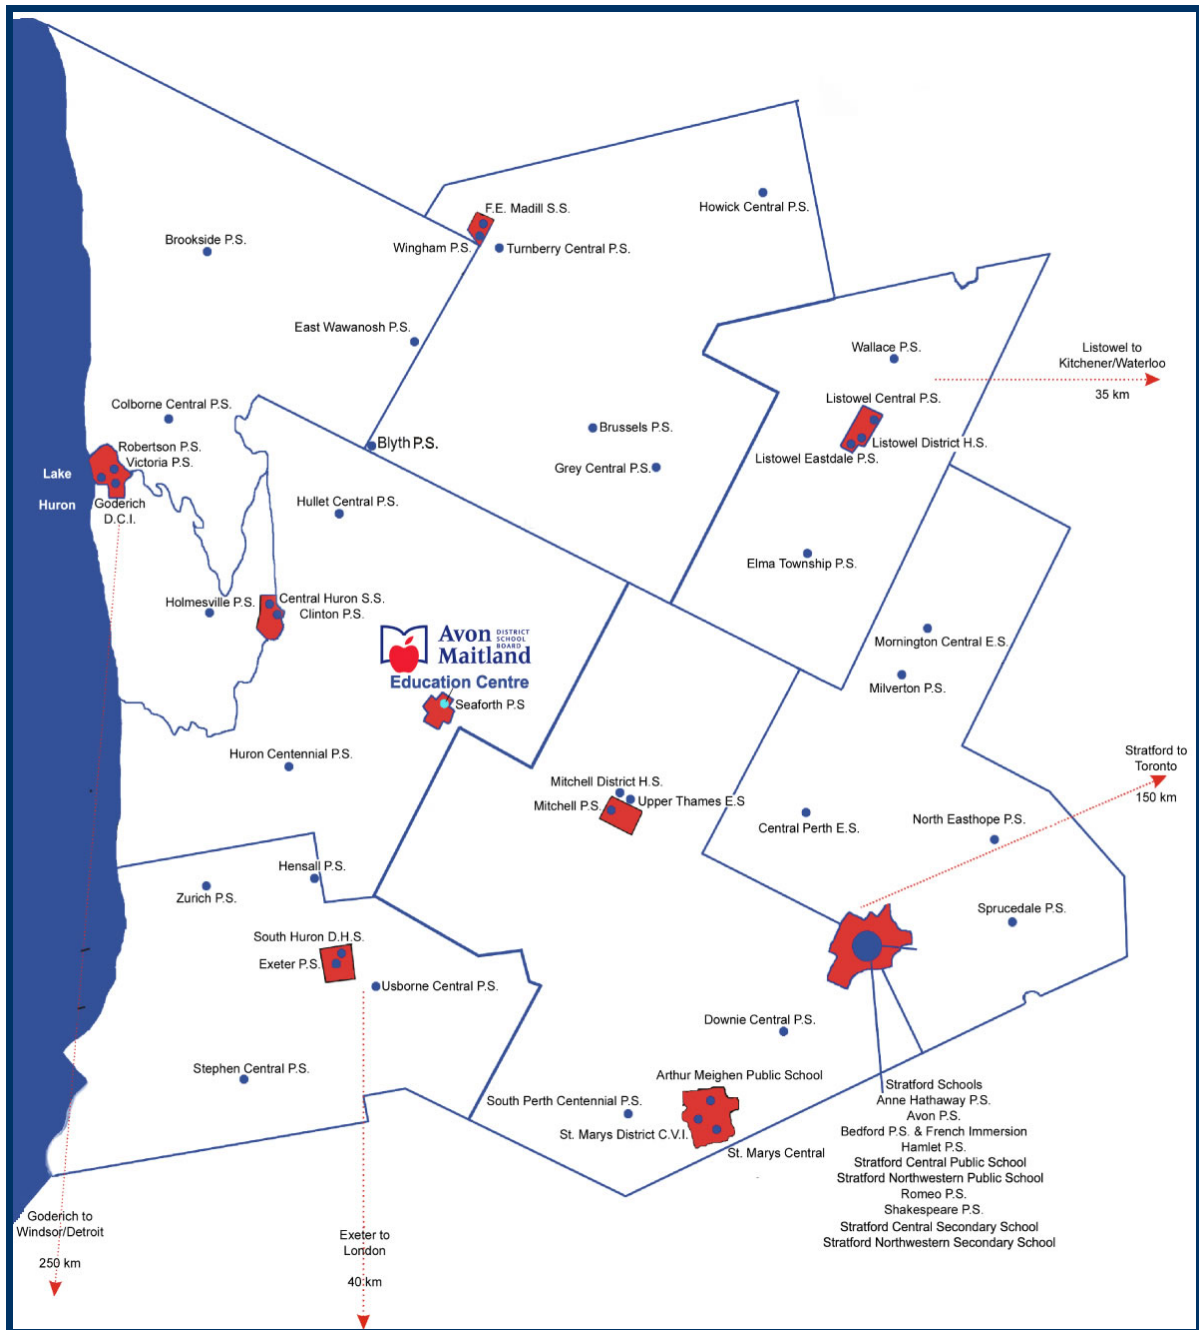 F.E. Madill S.S.
Howick Central P.S.
Brookside P.S.
Wingham P.S.
Turnberry Central P.S.
East Wawanosh P.S.
Wallace P.S.
Listowel to
Kitchener/Waterloo
35 km
Listowel Central P.S.
Colborne Central P.S.
Brussels P.S.
Listowel District H.S.
Blyth P.S.
Robertson P.S.
Victoria P.S.
Listowel Eastdale P.S.
Grey Central P.S.
Lake
Huron
Goderich
D.C.I.
Hullet Central P.S.
Elma Township P.S.
Holmesville P.S.
Central Huron S.S.
Clinton P.S.
Avon
Maitland
DISTRICT
SCHOOL
BOARD
Education Centre
Mornington Central E.S.
Milverton P.S.
Seaforth P.S
Huron Centennial P.S.
Stratford to
Toronto
150 km
Mitchell District H.S.
Mitchell P.S.
Upper Thames E.S
Central Perth E.S.
North Easthope P.S.
Hensall P.S.
Zurich P.S.
Sprucedale P.S.
South Huron D.H.S.
Exeter P.S.
Usborne Central P.S.
Downie Central P.S.
Stephen Central P.S.
Arthur Meighen Public School
South Perth Centennial P.S.
St. Marys District C.V.I.
St. Marys Central
Stratford Schools
Anne Hathaway P.S.
Avon P.S.
Bedford P.S. & French Immersion
Hamlet P.S.
Stratford Central Public School
Stratford Northwestern Public School
Romeo P.S.
Shakespeare P.S.
Stratford Central Secondary School
Stratford Northwestern Secondary School
Goderich to
Windsor/Detroit
250 km
Exeter to
London
40 km